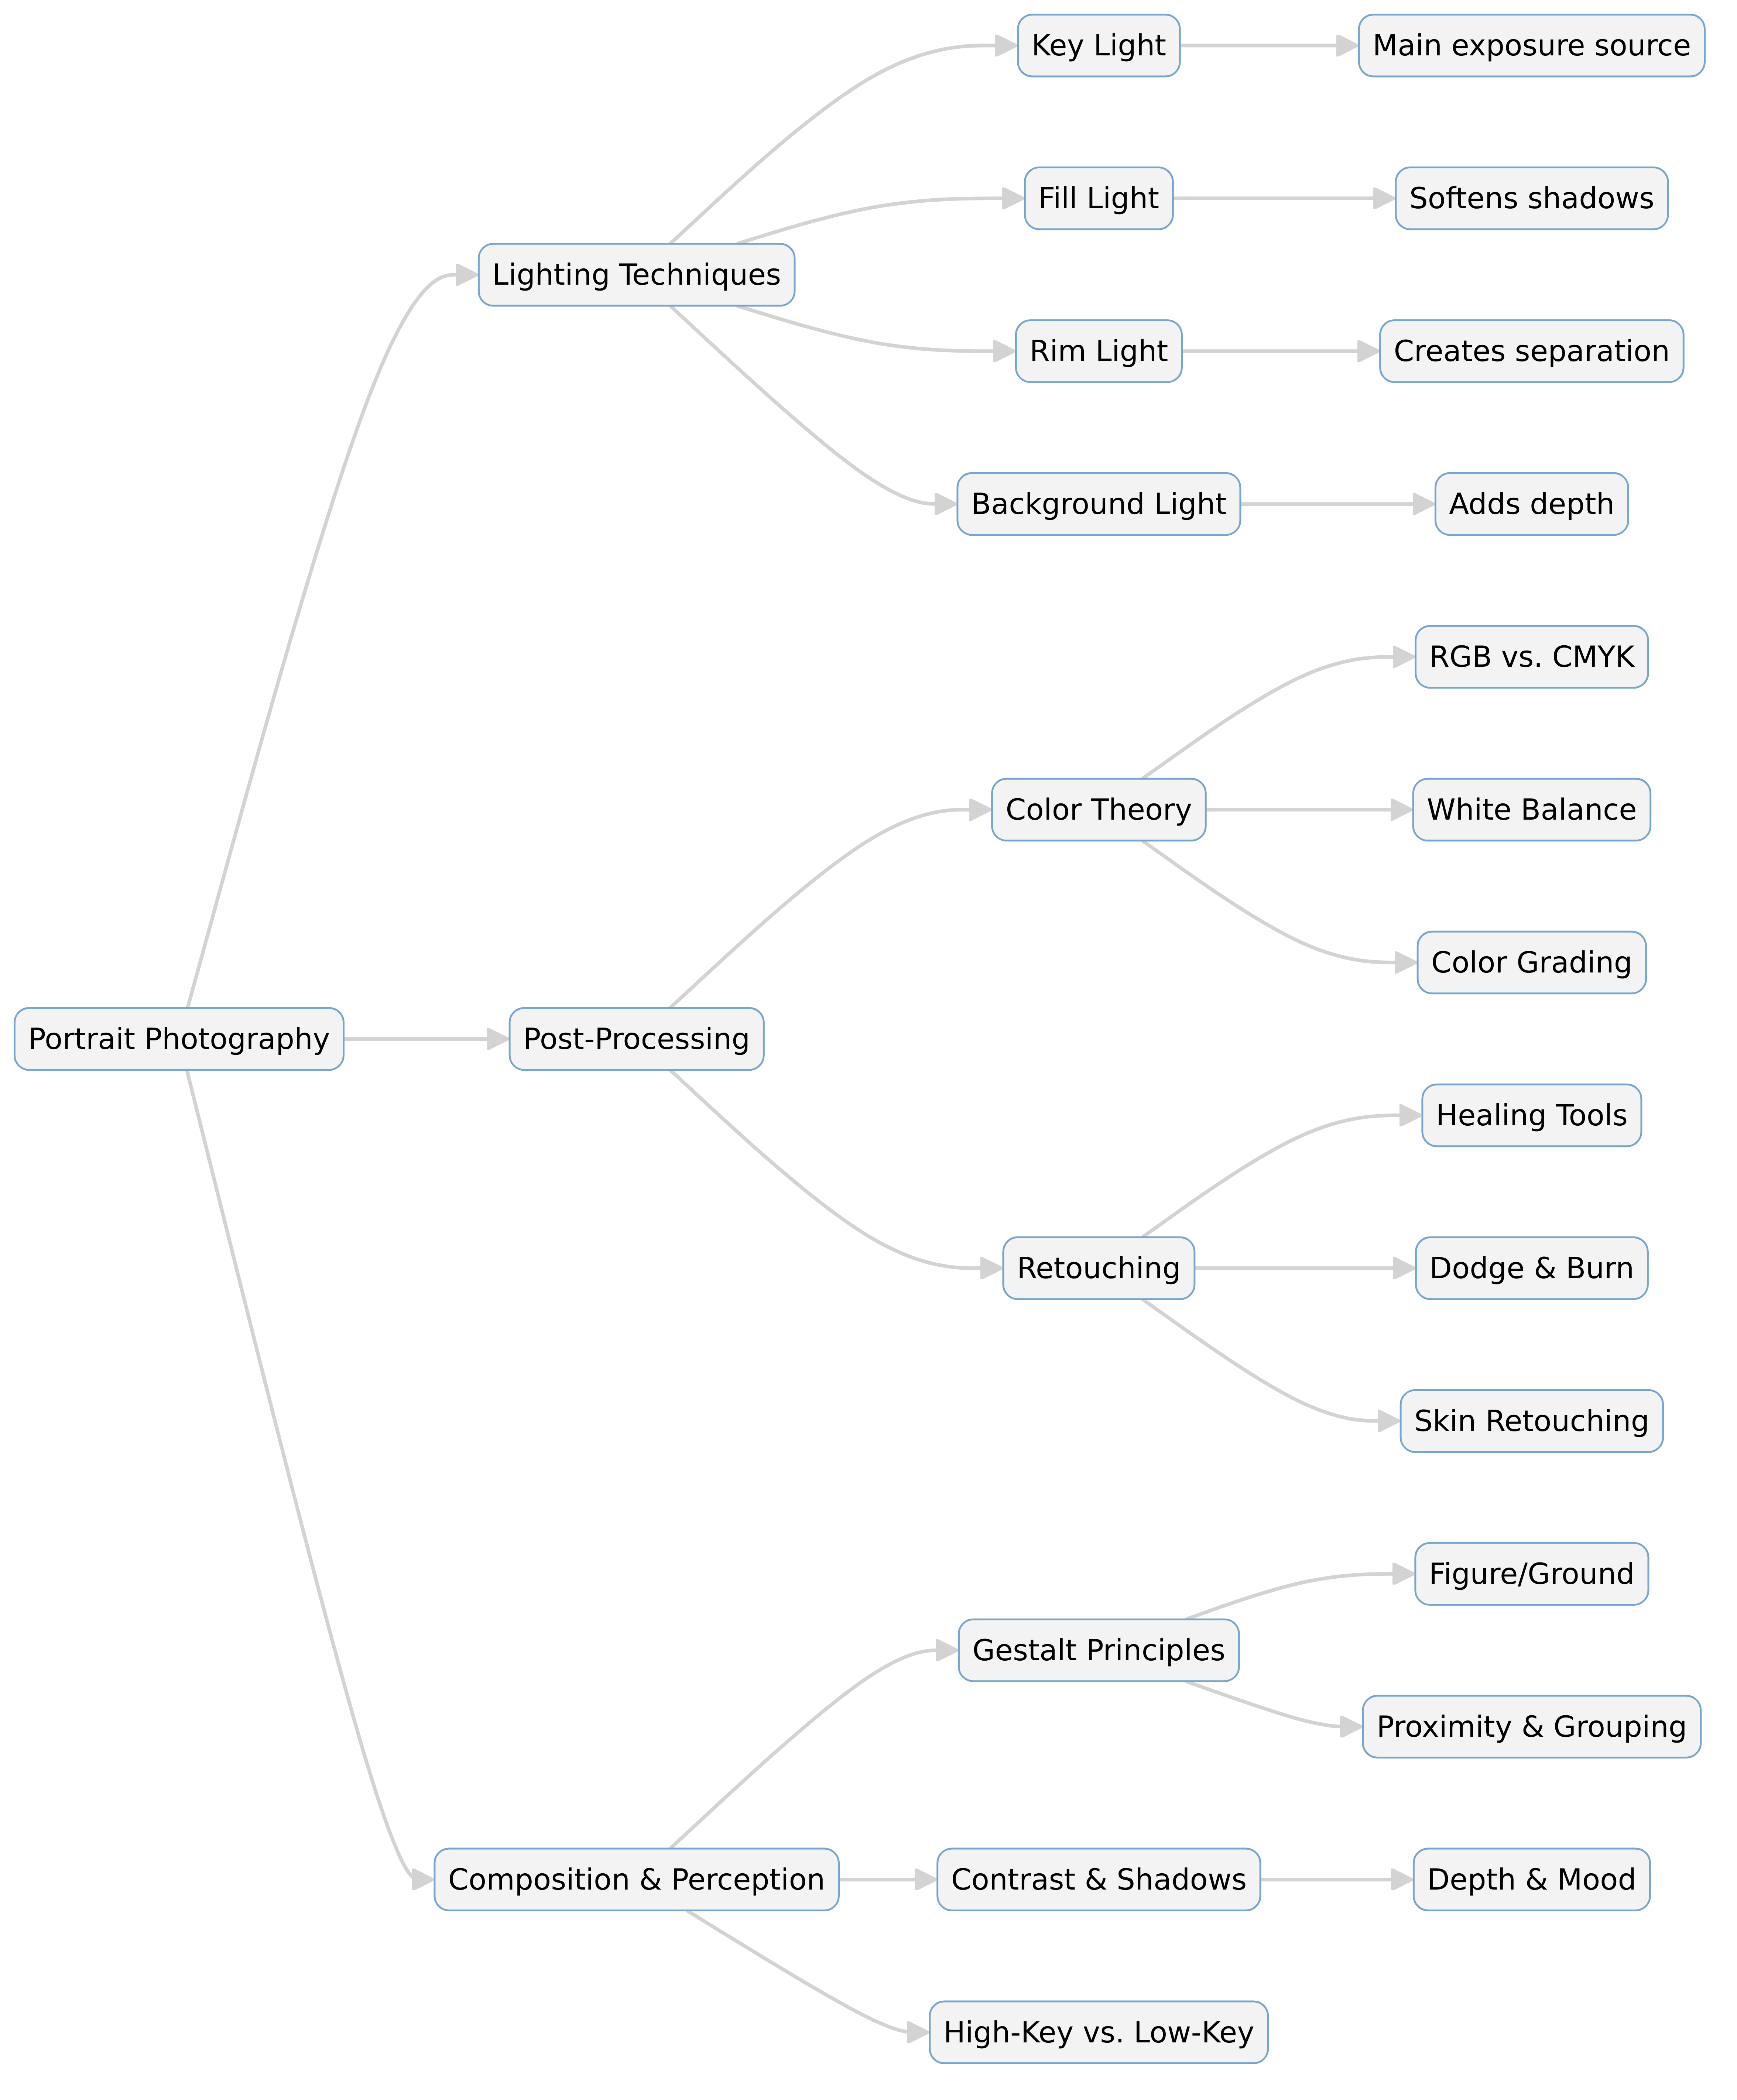 Key Light
Main exposure source
Fill Light
Softens shadows
Lighting Techniques
Rim Light
Creates separation
Background Light
Adds depth
RGB vs. CMYK
Color Theory
White Balance
Color Grading
Portrait Photography
Post-Processing
Healing Tools
Retouching
Dodge & Burn
Skin Retouching
Figure/Ground
Gestalt Principles
Proximity & Grouping
Composition & Perception
Contrast & Shadows
Depth & Mood
High-Key vs. Low-Key